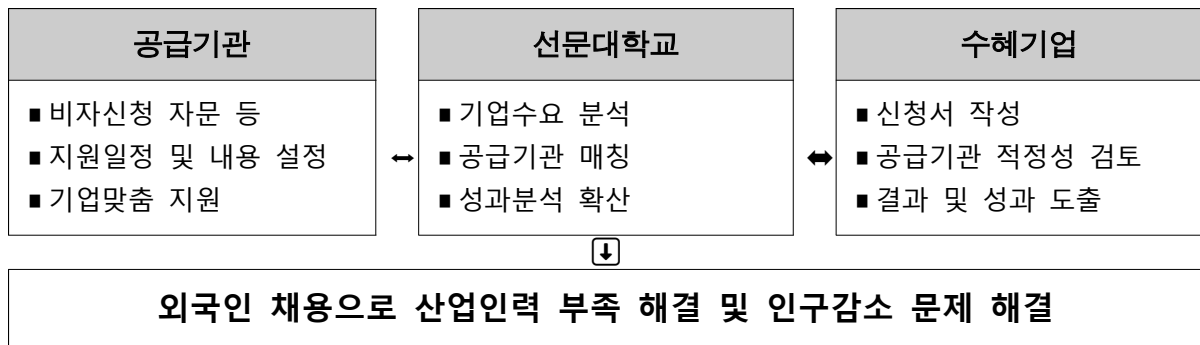 공급기관
■ 비자신청 자문 등
■ 지원일정 및 내용 설정
■ 기업맞춤 지원
↔
선문대학교
■ 기업수요 분석
■ 공급기관 매칭
■ 성과분석 확산
⬌
수혜기업
■ 신청서 작성
■ 공급기관 적정성 검토
■ 결과 및 성과 도출
↓
외국인 채용으로 산업인력 부족 해결 및 인구감소 문제 해결